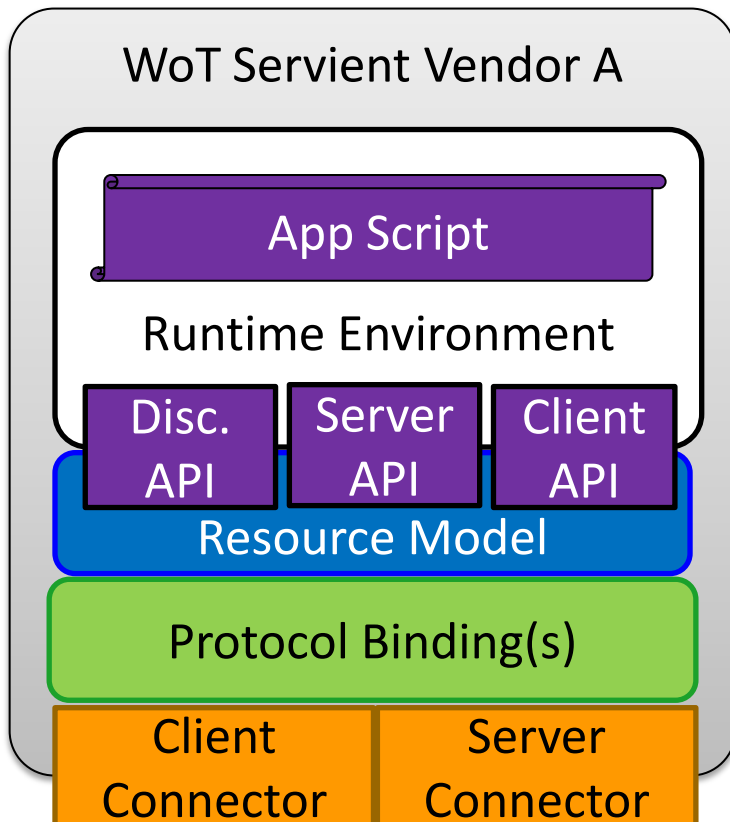 WoT Servient Vendor A
App Script
Runtime Environment
Disc.
API
Server
API
Client
API
Resource Model
Protocol Binding(s)
Client
Connector
Server
Connector